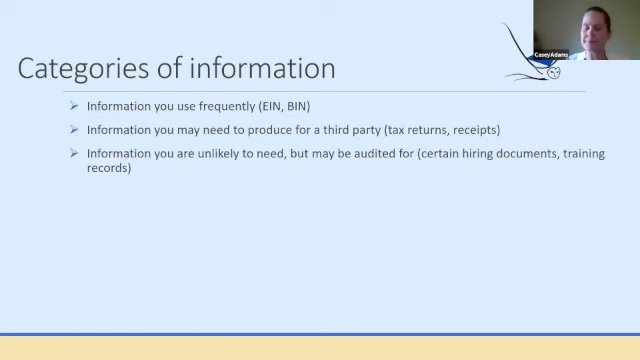 Casey Adams
Categories of information
Information you use frequently (EIN, BIN)
Information you may need to produce for a third party (tax returns, receipts)
Information you are unlikely to need, but may be audited for (certain hiring documents, training
records)